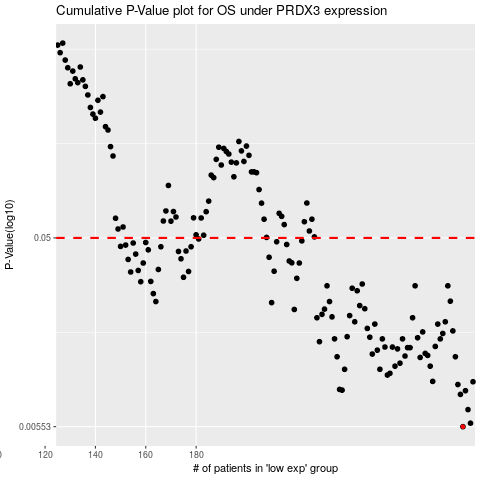 Cumulative P-Value plot for OS under PRDX3 expression
P-Value(log10)
0.05
0.00553
0 120 140 160 180
# of patients in 'low exp' group